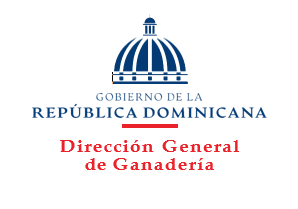 GOBIERNO DE LA
REPÚBLICA DOMINICANA
Dirección General
de Ganadería